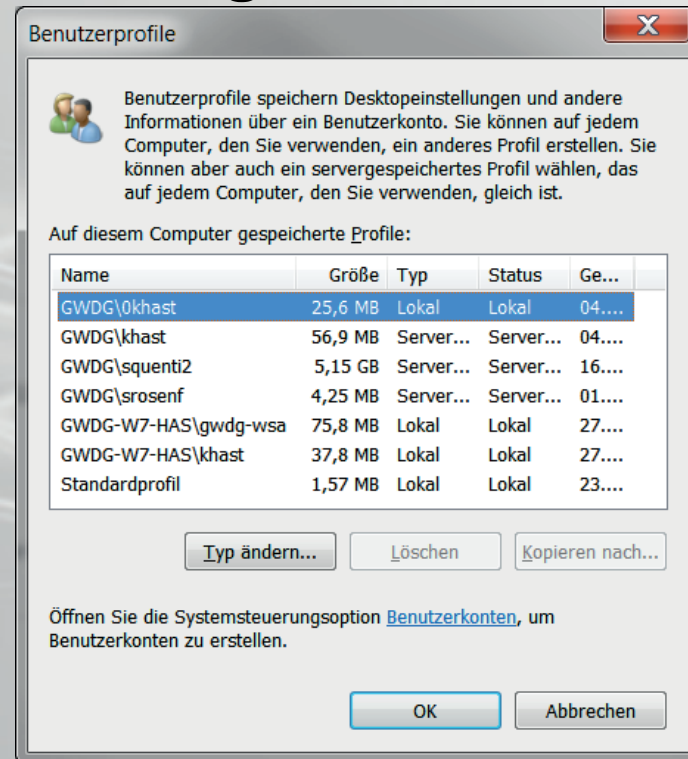 Benutzerprofile
Benutzerprofile speichern Desktopeinstellungen und andere
Informationen über ein Benutzerkonto. Sie können auf jedem
Computer, den Sie verwenden, ein anderes Profil erstellen. Sie
können aber auch ein servergespeichertes Profil wählen, das
auf jedem Computer, den Sie verwenden, gleich ist.
Auf diesem Computer gespeicherte Profile:
Name Größe Typ Status Ge...
GWDG\0khast 25,6 MB Lokal Lokal 04....
GWDG\khast 56,9 MB Server... Server... 04....
GWDG\squenti2 5,15 GB Server... Server... 16....
GWDG\srosenf 4,25 MB Server... Server... 01....
GWDG-W7-HAS\gwdg-wsa 75,8 MB Lokal Lokal 27....
GWDG-W7-HAS\khast 37,8 MB Lokal Lokal 27....
Standardprofil 1,57 MB Lokal Lokal 23....
Typ ändern... Löschen Kopieren nach...
Öffnen Sie die Systemsteuerungsoption Benutzerkonten, um
Benutzerkonten zu erstellen.
OK Abbrechen